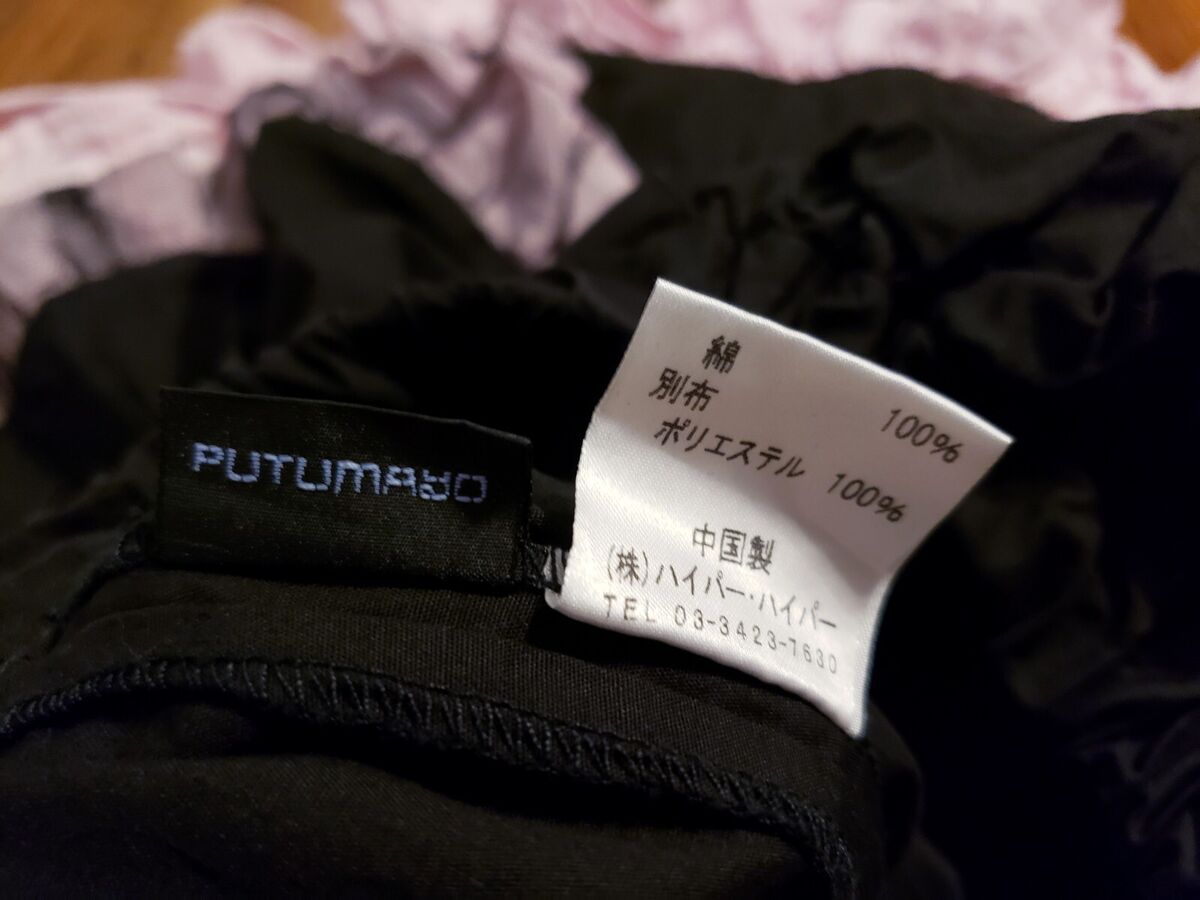 PUTUMAYO
綿 100%
別布
ポリエステル 100%
中国製
(株)ハイパー・ハイパー
TEL 03-3423-7630